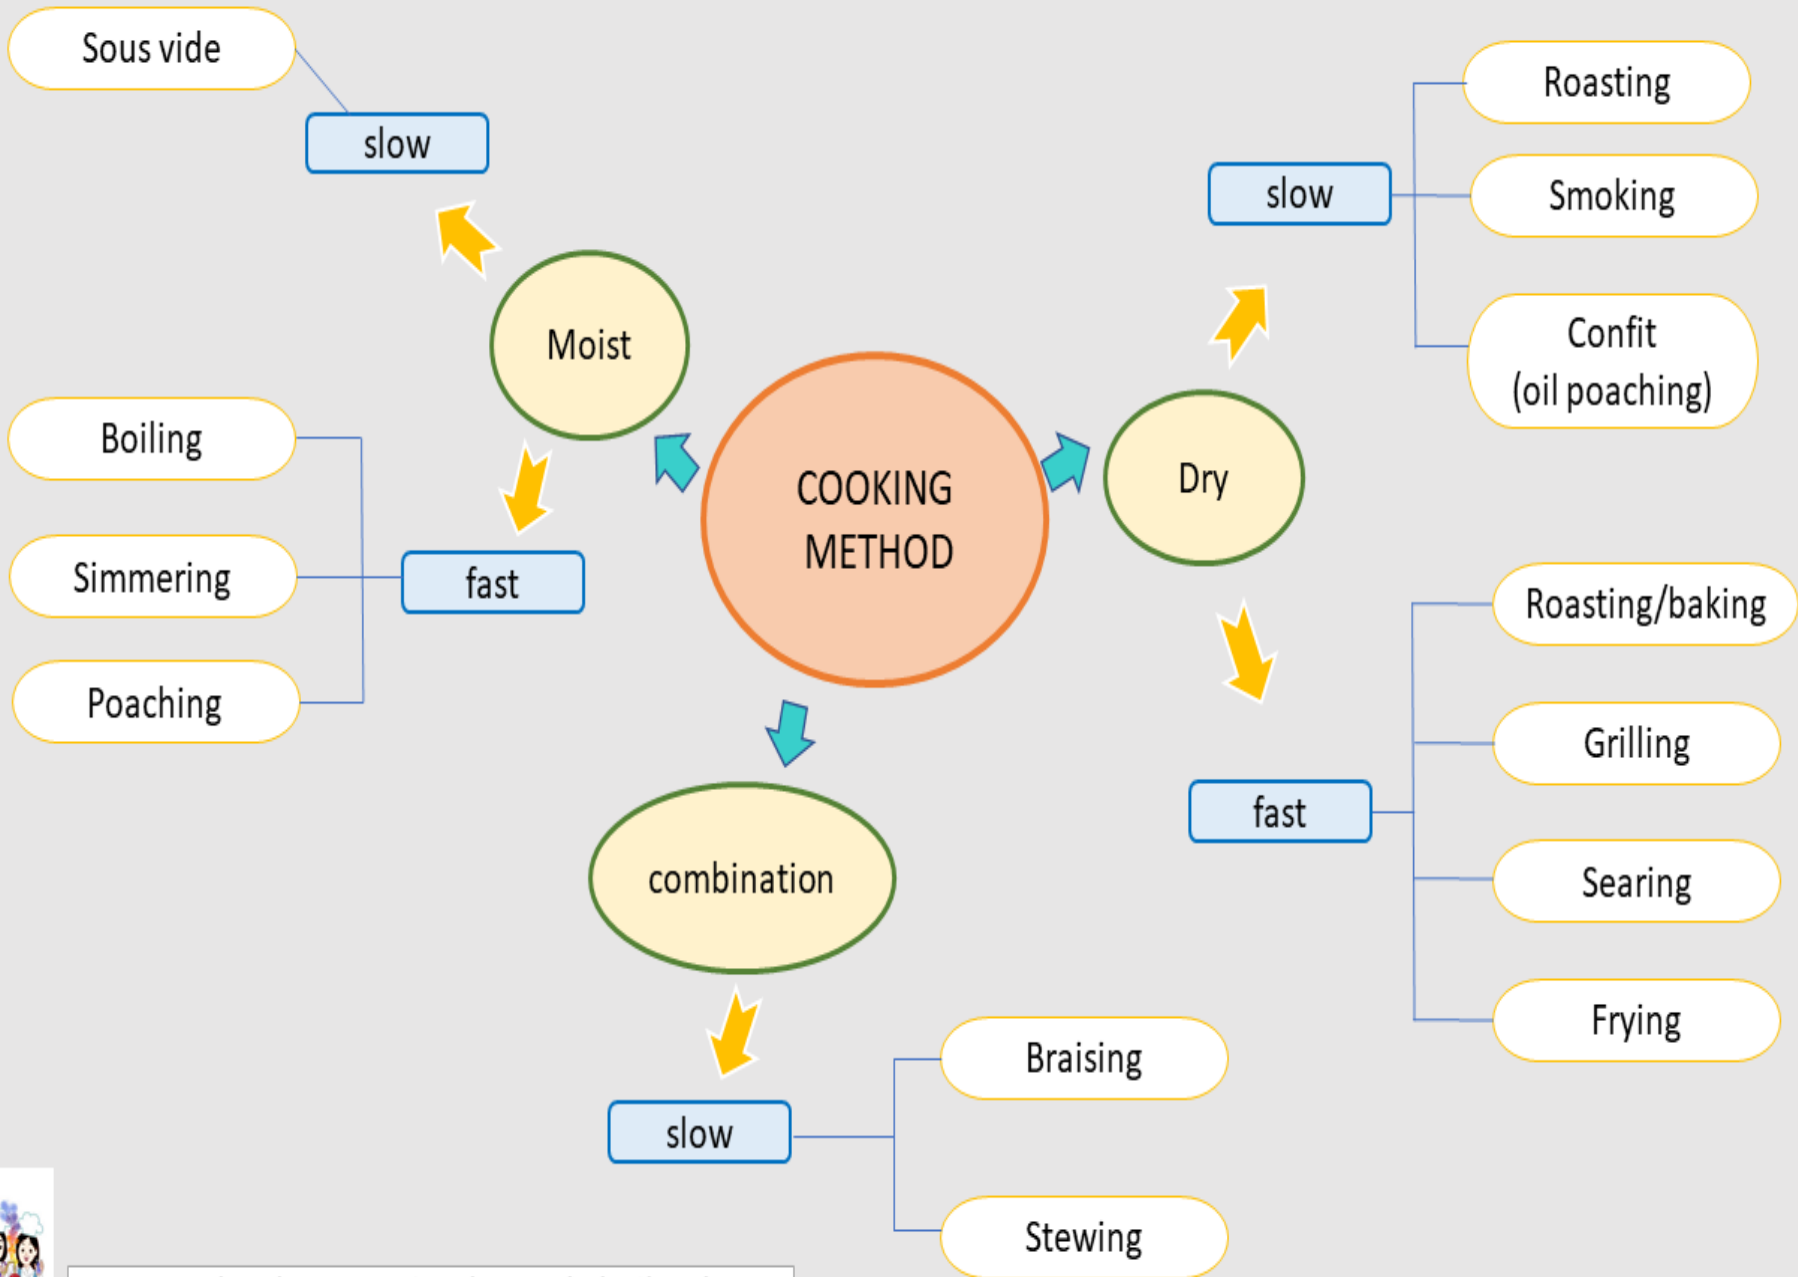 Sous vide
slow
Moist
Boiling
Simmering
Poaching
fast
COOKING
METHOD
Dry
slow
Roasting
Smoking
Confit
(oil poaching)
fast
Roasting/baking
Grilling
Searing
Frying
combination
slow
Braising
Stewing